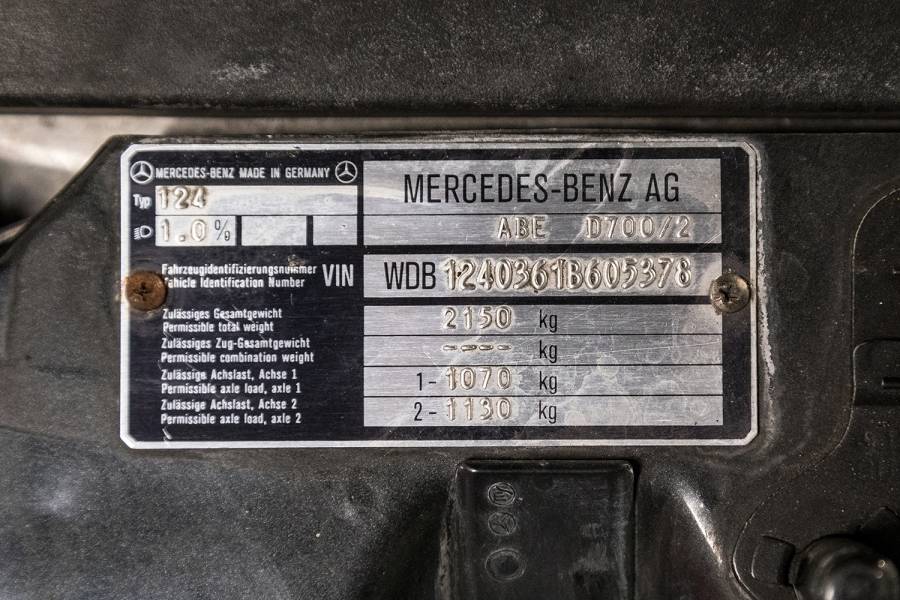 MERCEDES-BENZ MADE IN GERMANY
Typ 124
1.0 %
MERCEDES-BENZ AG
ABE D700/2
Fahrzeugidentifizierungsnummer
Vehicle Identification Number
VIN
WDB 1240361B605378
Zulässiges Gesamtgewicht
Permissible total weight
2150 kg
Zulässiges Zug-Gesamtgewicht
Permissible combination weight
---- kg
Zulässige Achslast, Achse 1
Permissible axle load, axle 1
1- 1070 kg
Zulässige Achslast, Achse 2
Permissible axle load, axle 2
2- 1130 kg